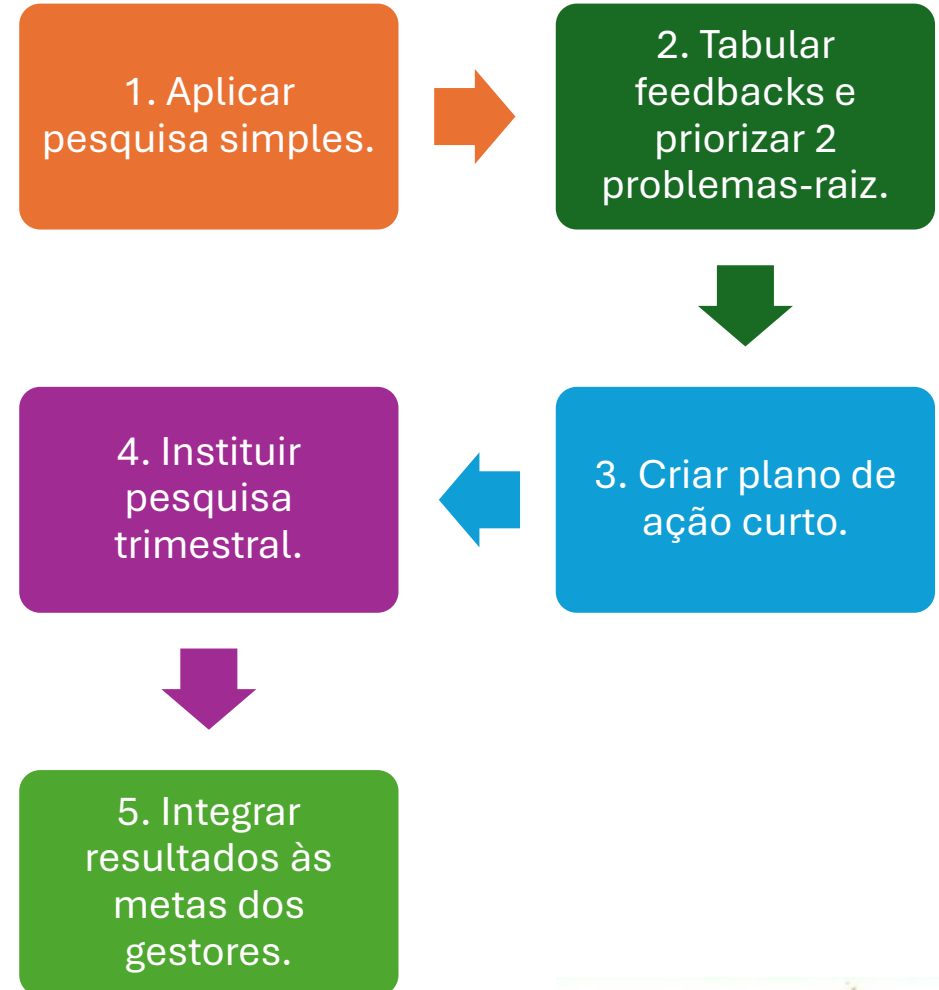 1. Aplicar
pesquisa simples.
2. Tabular
feedbacks e
priorizar 2
problemas-raiz.
3. Criar plano de
ação curto.
4. Instituir
pesquisa
trimestral.
5. Integrar
resultados às
metas dos
gestores.